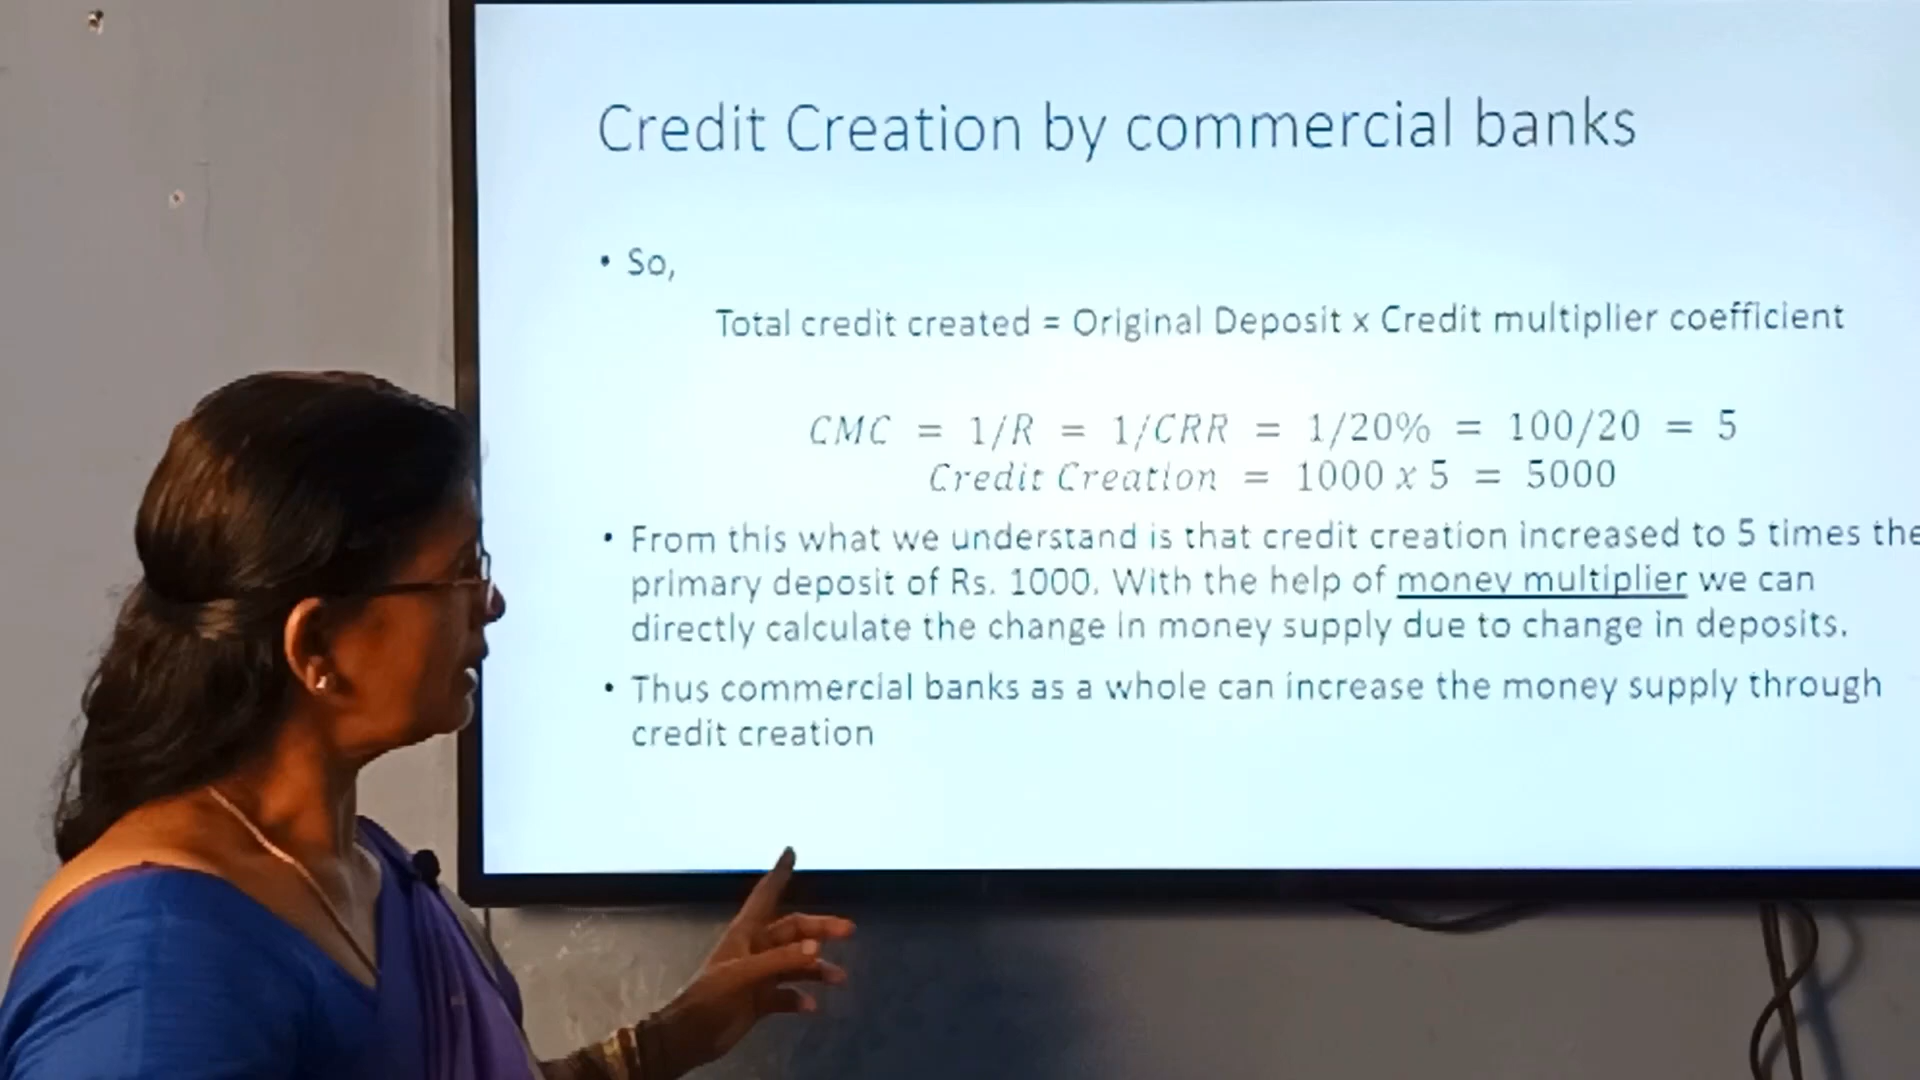 Credit Creation by commercial banks
• So,
Total credit created = Original Deposit x Credit multiplier coefficient
CMC = 1/R = 1/CRR = 1/20% = 100/20 = 5
Credit Creation = 1000 x 5 = 5000
• From this what we understand is that credit creation increased to 5 times the
primary deposit of Rs. 1000. With the help of money multiplier we can
directly calculate the change in money supply due to change in deposits.
• Thus commercial banks as a whole can increase the money supply through
credit creation